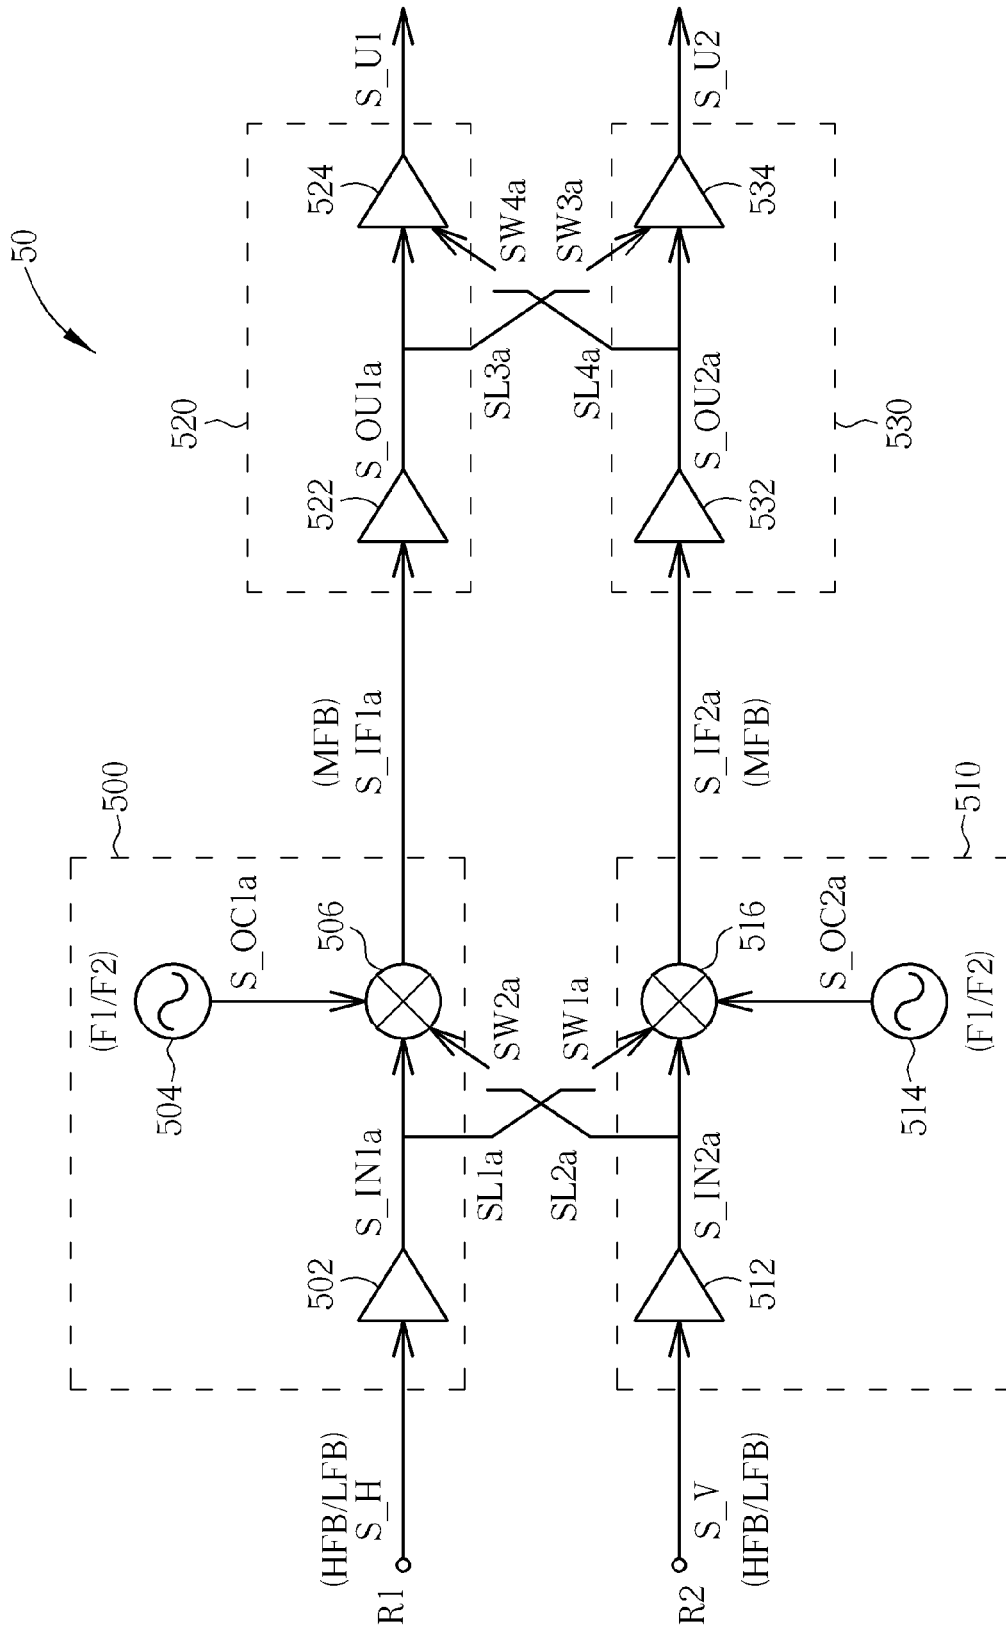 50
520
530
500
510
(F1/F2)
504
S_OC1a
506
502
S_IN1a
(HFB/LFB)
S_H
R1
(MFB)
S_IF1a
522
S_OU1a
524
S_U1
SL1a
SW2a
SL2a
SW1a
SL3a
SW4a
SL4a
SW3a
R2
S_V
(HFB/LFB)
512
S_IN2a
516
S_OC2a
514
(F1/F2)
S_IF2a
(MFB)
532
S_OU2a
534
S_U2